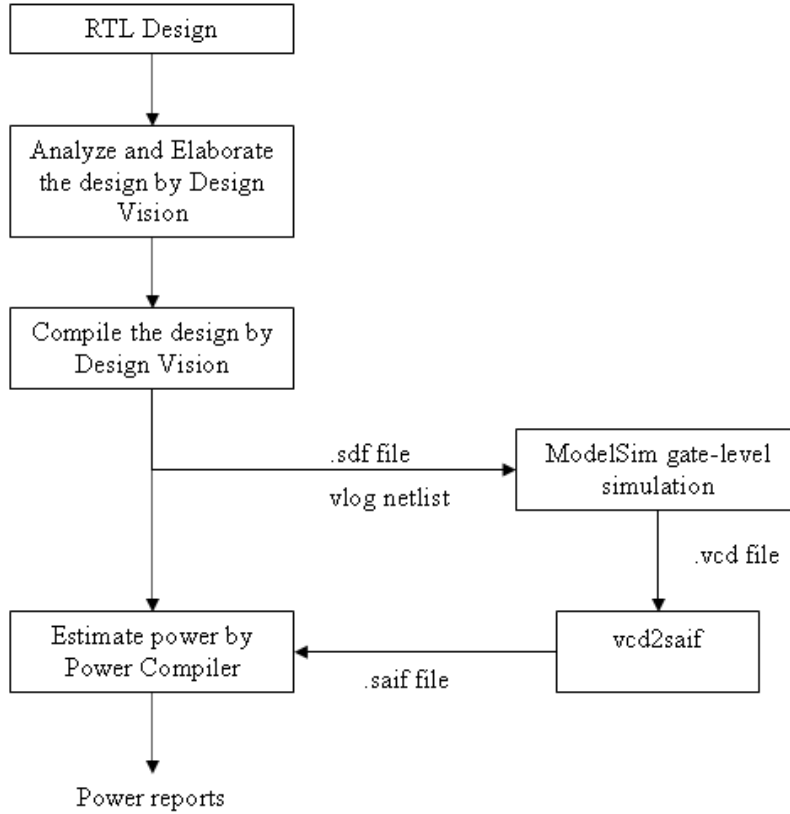 RTL Design
Analyze and Elaborate
the design by Design
Vision
Compile the design by
Design Vision
.sdf file
vlog netlist
ModelSim gate-level
simulation
.vcd file
vcd2saif
.saif file
Estimate power by
Power Compiler
Power reports